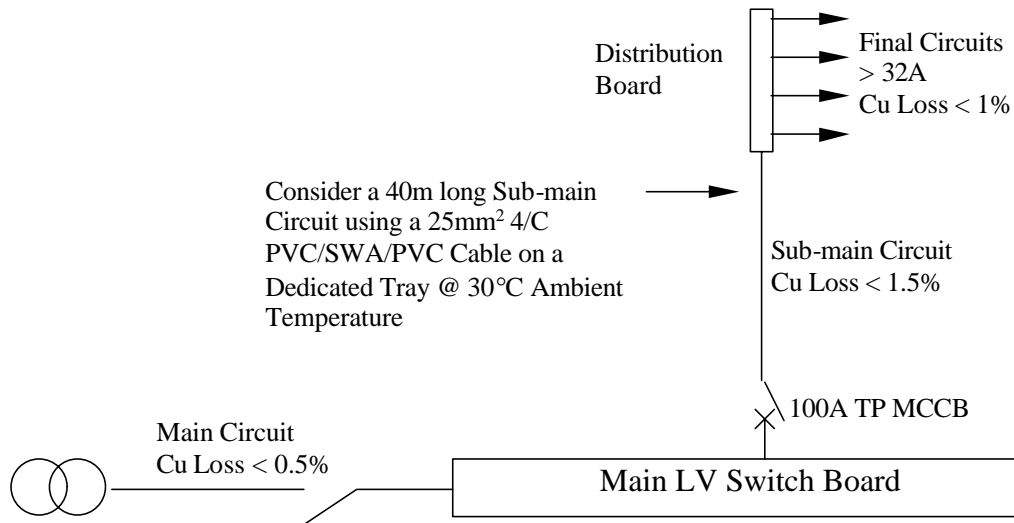 Distribution
Board
Final Circuits
> 32A
Cu Loss < 1%
Consider a 40m long Sub-main
Circuit using a 25mm² 4/C
PVC/SWA/PVC Cable on a
Dedicated Tray @ 30°C Ambient
Temperature
Sub-main Circuit
Cu Loss < 1.5%
100A TP MCCB
Main Circuit
Cu Loss < 0.5%
Main LV Switch Board